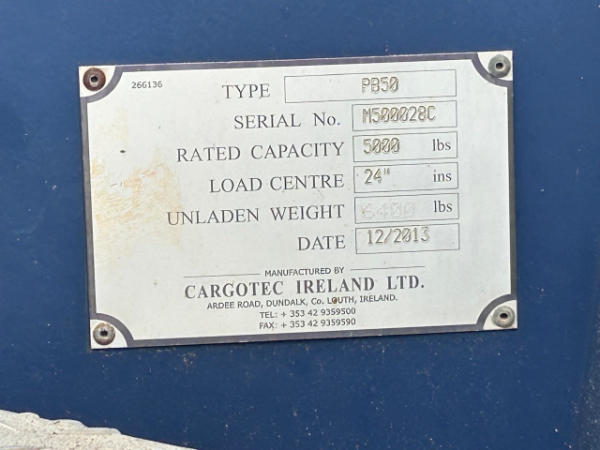 266136
TYPE PB50
SERIAL No. M500028C
RATED CAPACITY 5000 lbs
LOAD CENTRE 24" ins
UNLADEN WEIGHT 6400 lbs
DATE 12/2013
MANUFACTURED BY
CARGOTEC IRELAND LTD.
ARDEE ROAD, DUNDALK, Co. LOUTH, IRELAND.
TEL: + 353 42 9359500
FAX: + 353 42 9359590